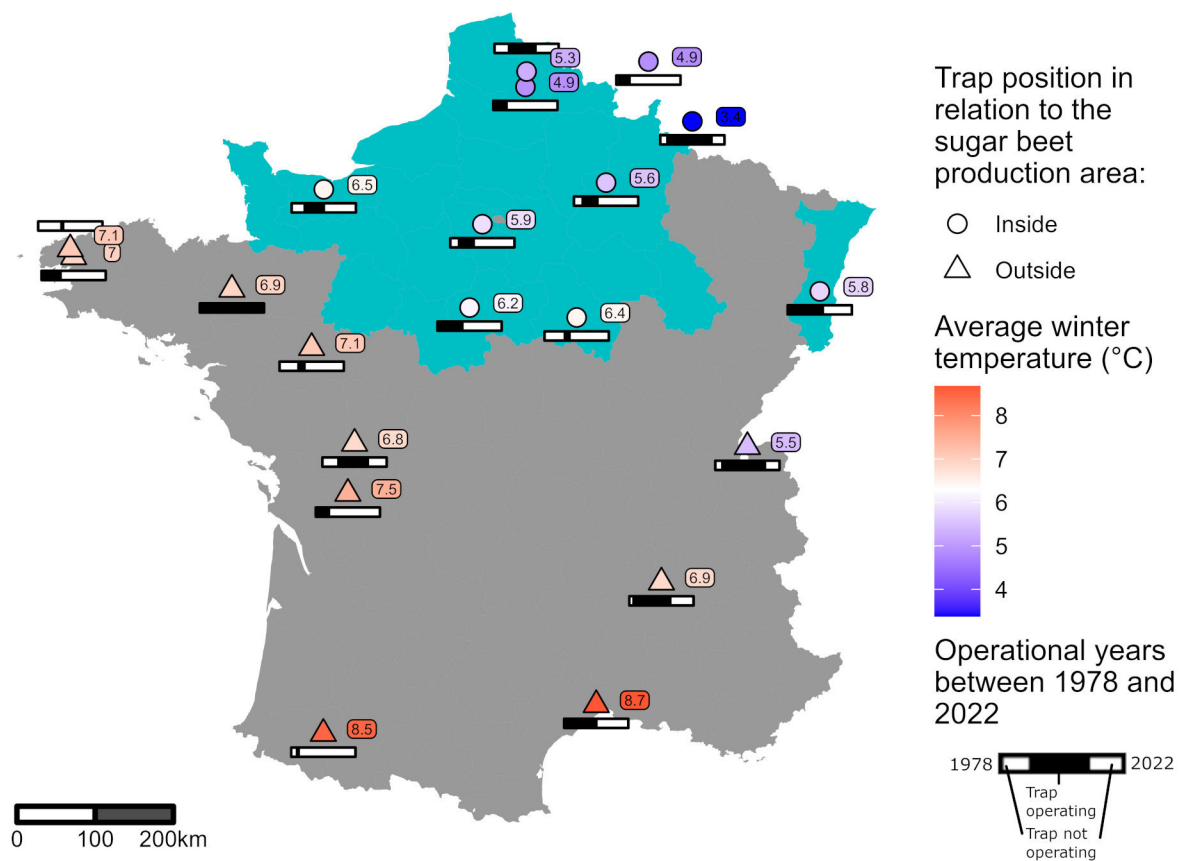 5.3
4.9
4.9
3.4
6.5
5.6
5.9
7.1
7
6.9
5.8
6.2
6.4
7.1
6.8
5.5
7.5
6.9
8.7
8.5
0 100 200km
Trap position in
relation to the
sugar beet
production area:
Inside
Outside
Average winter
temperature (°C)
8
7
6
5
4
Operational years
between 1978 and
2022
1978 2022
Trap
operating
Trap not
operating